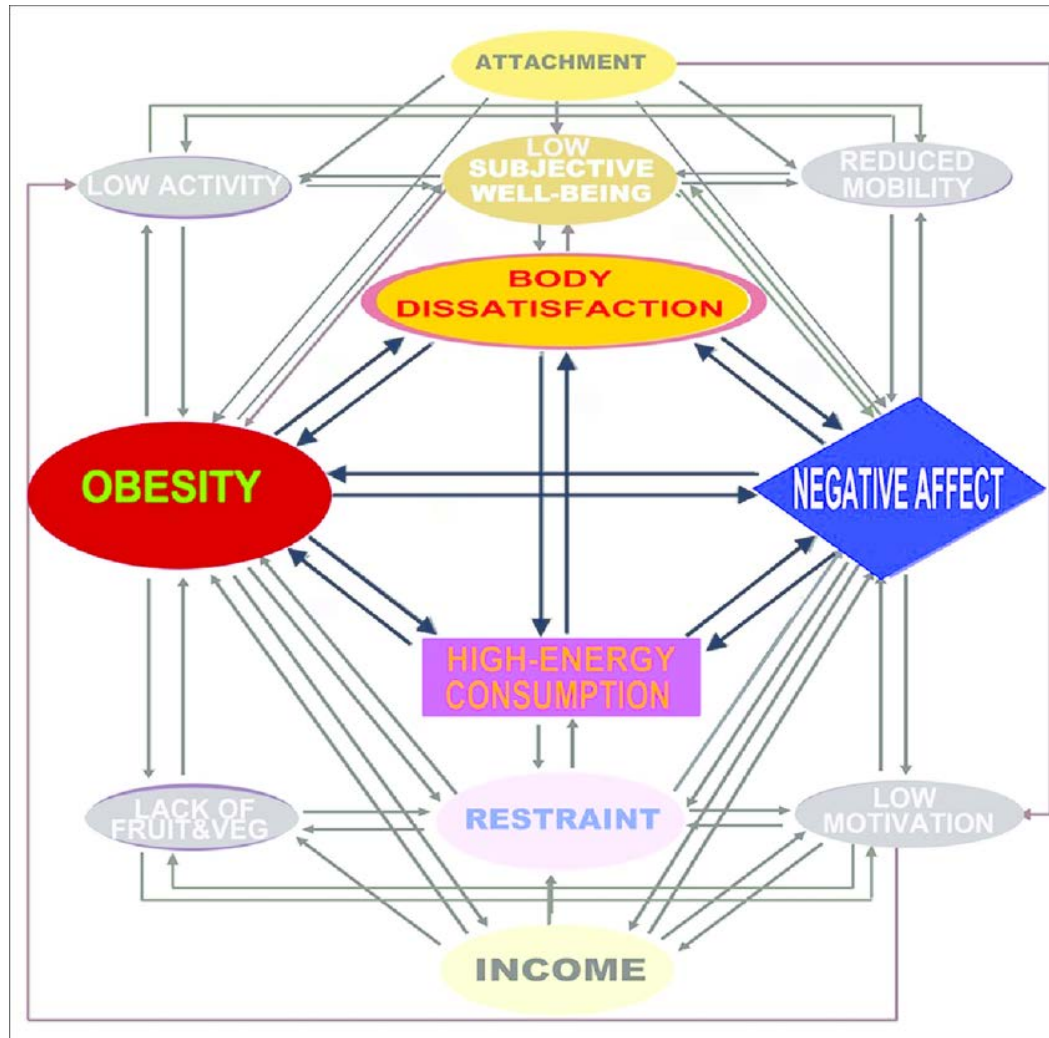 ATTACHMENT
LOW
SUBJECTIVE
WELL-BEING
LOW ACTIVITY
REDUCED
MOBILITY
BODY
DISSATISFACTION
OBESITY
NEGATIVE AFFECT
HIGH-ENERGY
CONSUMPTION
LACK OF
FRUIT&VEG
RESTRAINT
LOW
MOTIVATION
INCOME